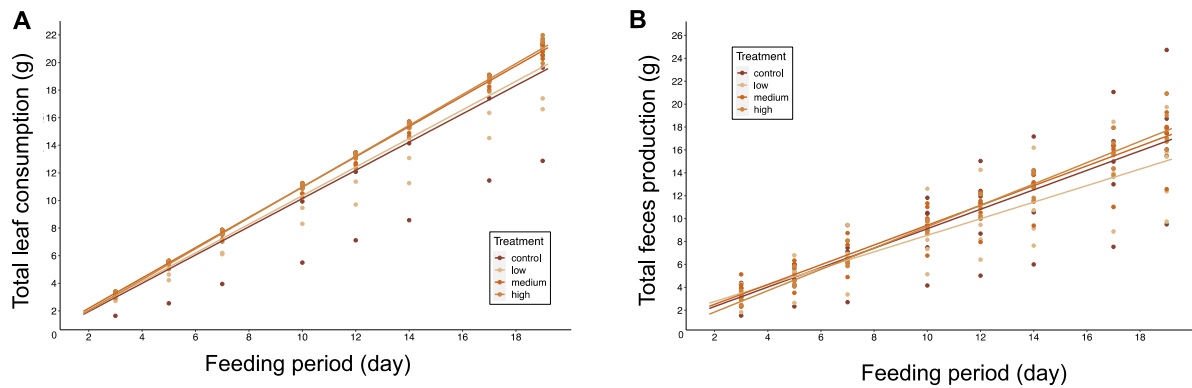 A
Total leaf consumption (g)
22
20
18
16
14
12
10
8
6
4
2
0
2 4 6 8 10 12 14 16 18
Feeding period (day)
Treatment
control
low
medium
high
B
Total feces production (g)
26
24
22
20
18
16
14
12
10
8
6
4
2
0
2 4 6 8 10 12 14 16 18
Feeding period (day)
Treatment
control
low
medium
high